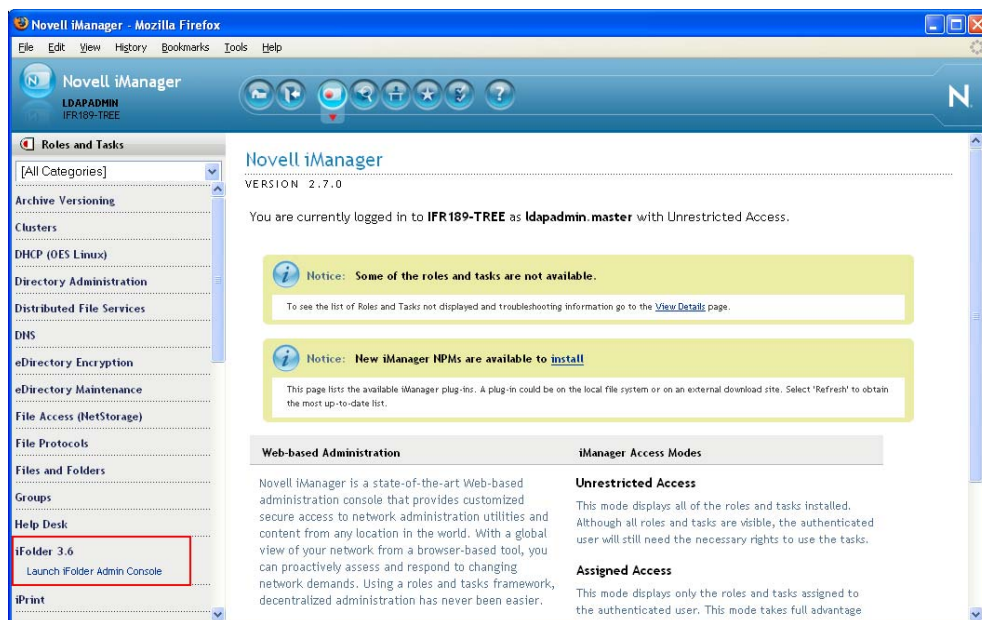 Novell iManager - Mozilla Firefox
File Edit View History Bookmarks Tools Help
Novell iManager
LDAPADMIN
IFR189-TREE
N
Roles and Tasks
[All Categories]
Archive Versioning
Clusters
DHCP (OES Linux)
Directory Administration
Distributed File Services
DNS
eDirectory Encryption
eDirectory Maintenance
File Access (NetStorage)
File Protocols
Files and Folders
Groups
Help Desk
iFolder 3.6
Launch iFolder Admin Console
iPrint
Novell iManager
VERSION 2.7.0
You are currently logged in to IFR189-TREE as ldapadmin.master with Unrestricted Access.
Notice: Some of the roles and tasks are not available.
To see the list of Roles and Tasks not displayed and troubleshooting information go to the View Details page.
Notice: New iManager NPMs are available to install
This page lists the available iManager plug-ins. A plug-in could be on the local file system or on an external download site. Select 'Refresh' to obtain
the most up-to-date list.
Web-based Administration
Novell iManager is a state-of-the-art Web-based
administration console that provides customized
secure access to network administration utilities and
content from any location in the world. With a global
view of your network from a browser-based tool, you
can proactively assess and respond to changing
network demands. Using a roles and tasks framework,
decentralized administration has never been easier.
iManager Access Modes
Unrestricted Access
This mode displays all of the roles and tasks installed.
Although all roles and tasks are visible, the authenticated
user will still need the necessary rights to use the tasks.
Assigned Access
This mode displays only the roles and tasks assigned to
the authenticated user. This mode takes full advantage